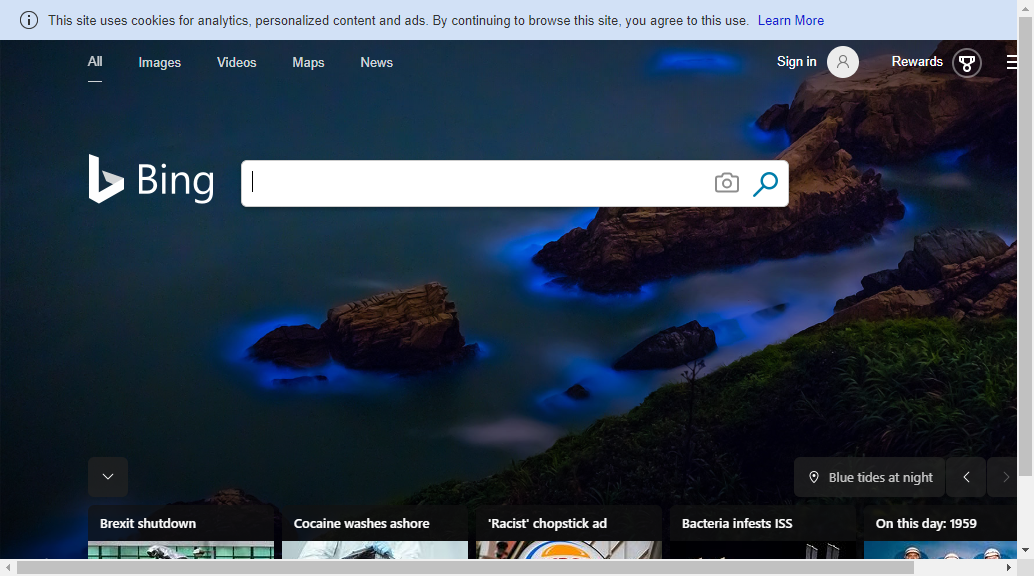 This site uses cookies for analytics, personalized content and ads. By continuing to browse this site, you agree to this use. Learn More
All Images Videos Maps News Sign in Rewards
Bing
Blue tides at night
Brexit shutdown Cocaine washes ashore 'Racist' chopstick ad Bacteria infests ISS On this day: 1959